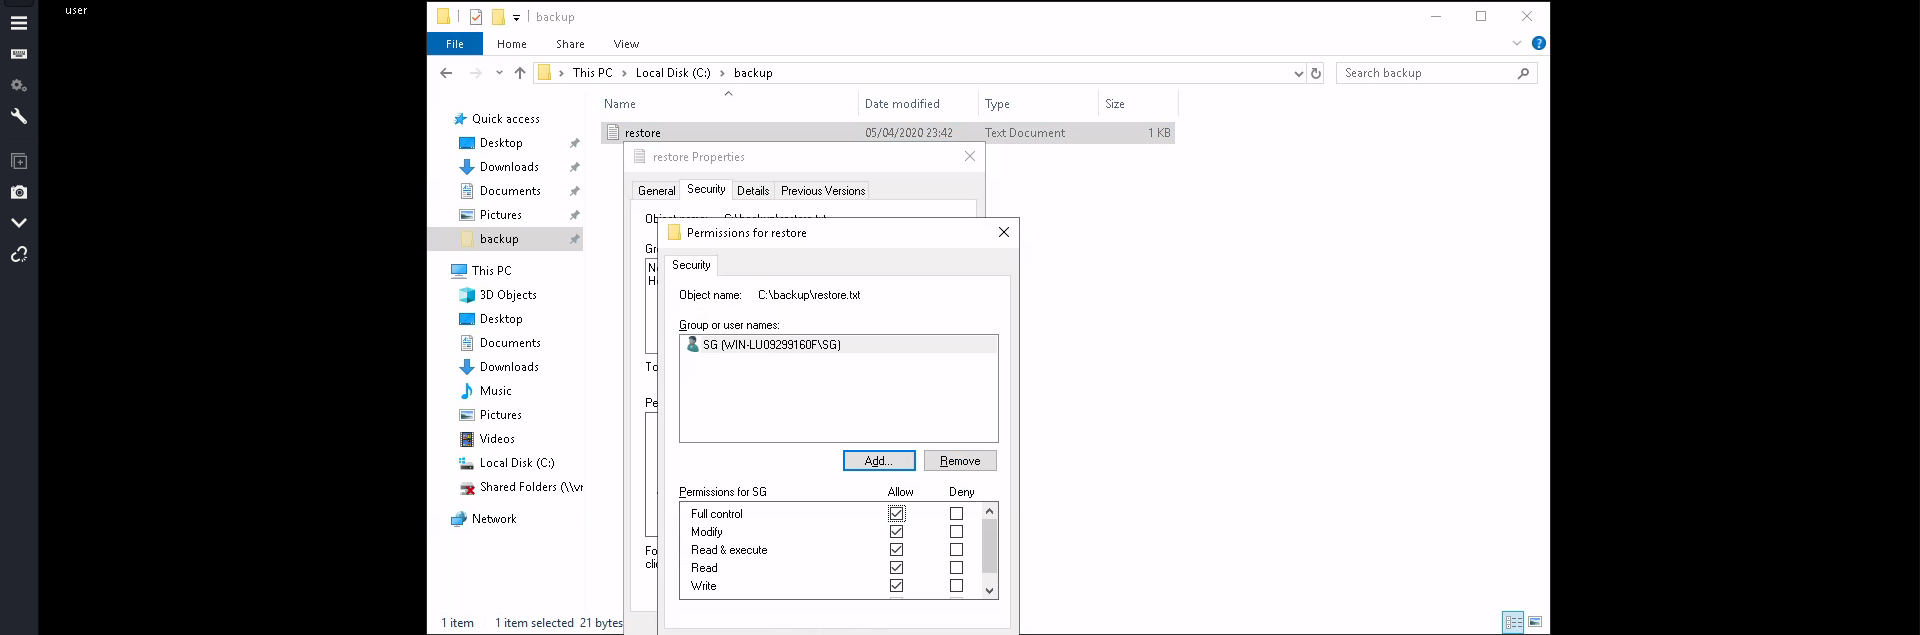 user
backup
File Home Share View
This PC > Local Disk (C:) > backup
Search backup
Name Date modified Type Size
restore 05/04/2020 23:42 Text Document 1 KB
Quick access
Desktop
Downloads
Documents
Pictures
backup
This PC
3D Objects
Desktop
Documents
Downloads
Music
Pictures
Videos
Local Disk (C:)
Shared Folders (\\
Network
1 item 1 item selected 21 bytes
restore Properties
General Security Details Previous Versions
Permissions for restore
Security
Object name: C:\backup\restore.txt
Group or user names:
SG (WIN-LU09299160F\SG)
Add... Remove
Permissions for SG Allow Deny
Full control
Modify
Read & execute
Read
Write